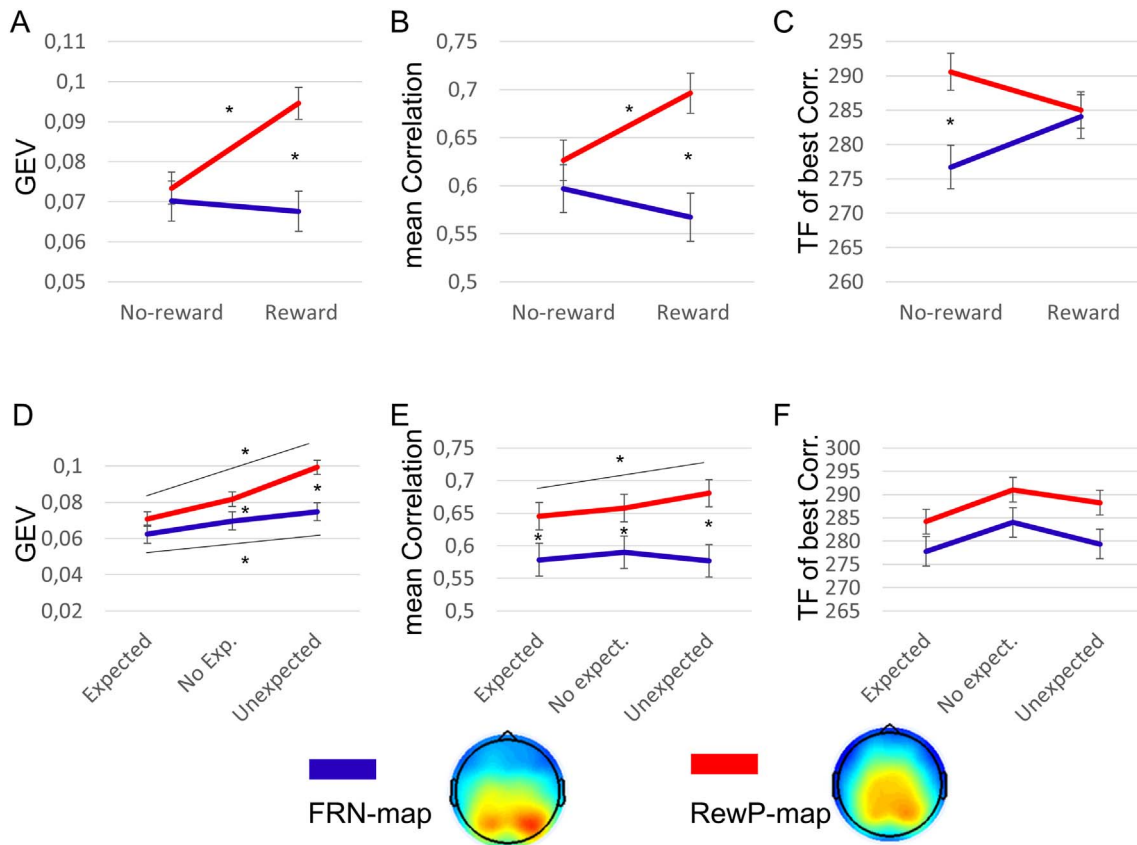 A
GEV
0,11
0,1
0,09
0,08
0,07
0,06
0,05
*
*
No-reward
Reward
B
mean Correlation
0,75
0,7
0,65
0,6
0,55
0,5
*
*
No-reward
Reward
C
TF of best Corr.
295
290
285
280
275
270
265
260
*
No-reward
Reward
D
GEV
0,1
0,08
0,06
0,04
0,02
*
*
*
*
Expected
No Exp.
Unexpected
E
mean Correlation
0,75
0,7
0,65
0,6
0,55
0,5
*
*
*
*
Expected
No expect.
Unexpected
F
TF of best Corr.
300
295
290
285
280
275
270
265
Expected
No expect.
Unexpected
FRN-map
RewP-map